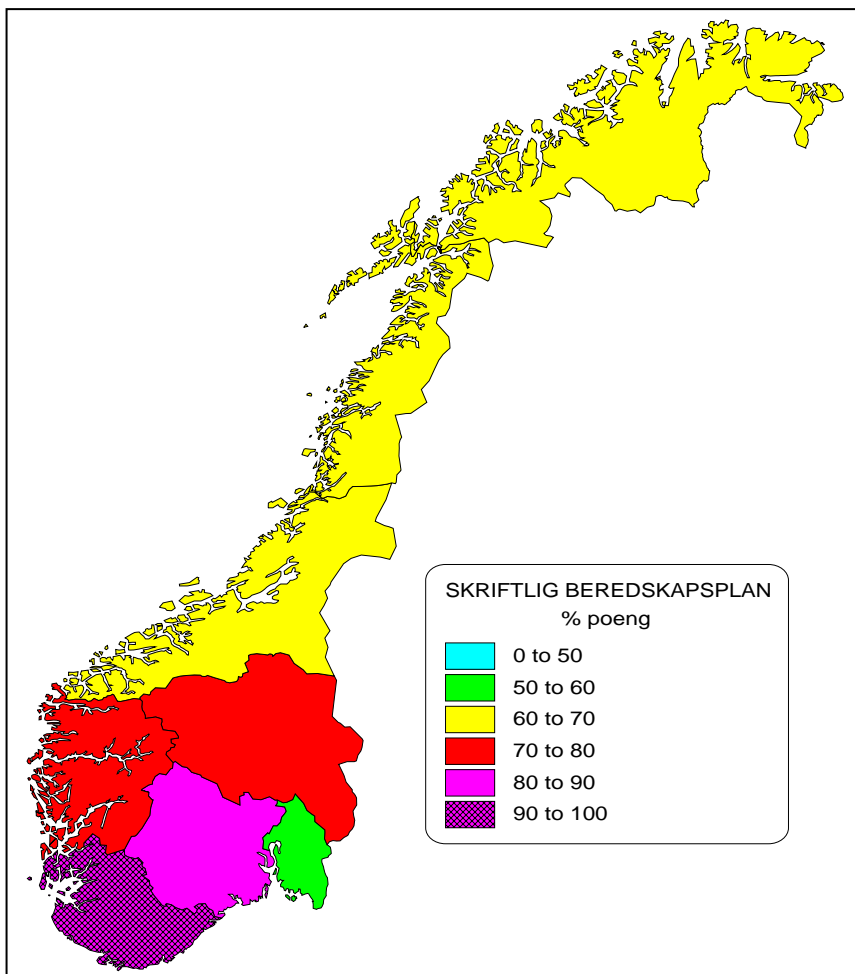 SKRIFTLIG BEREDSKAPSPLAN
% poeng
0 to 50
50 to 60
60 to 70
70 to 80
80 to 90
90 to 100